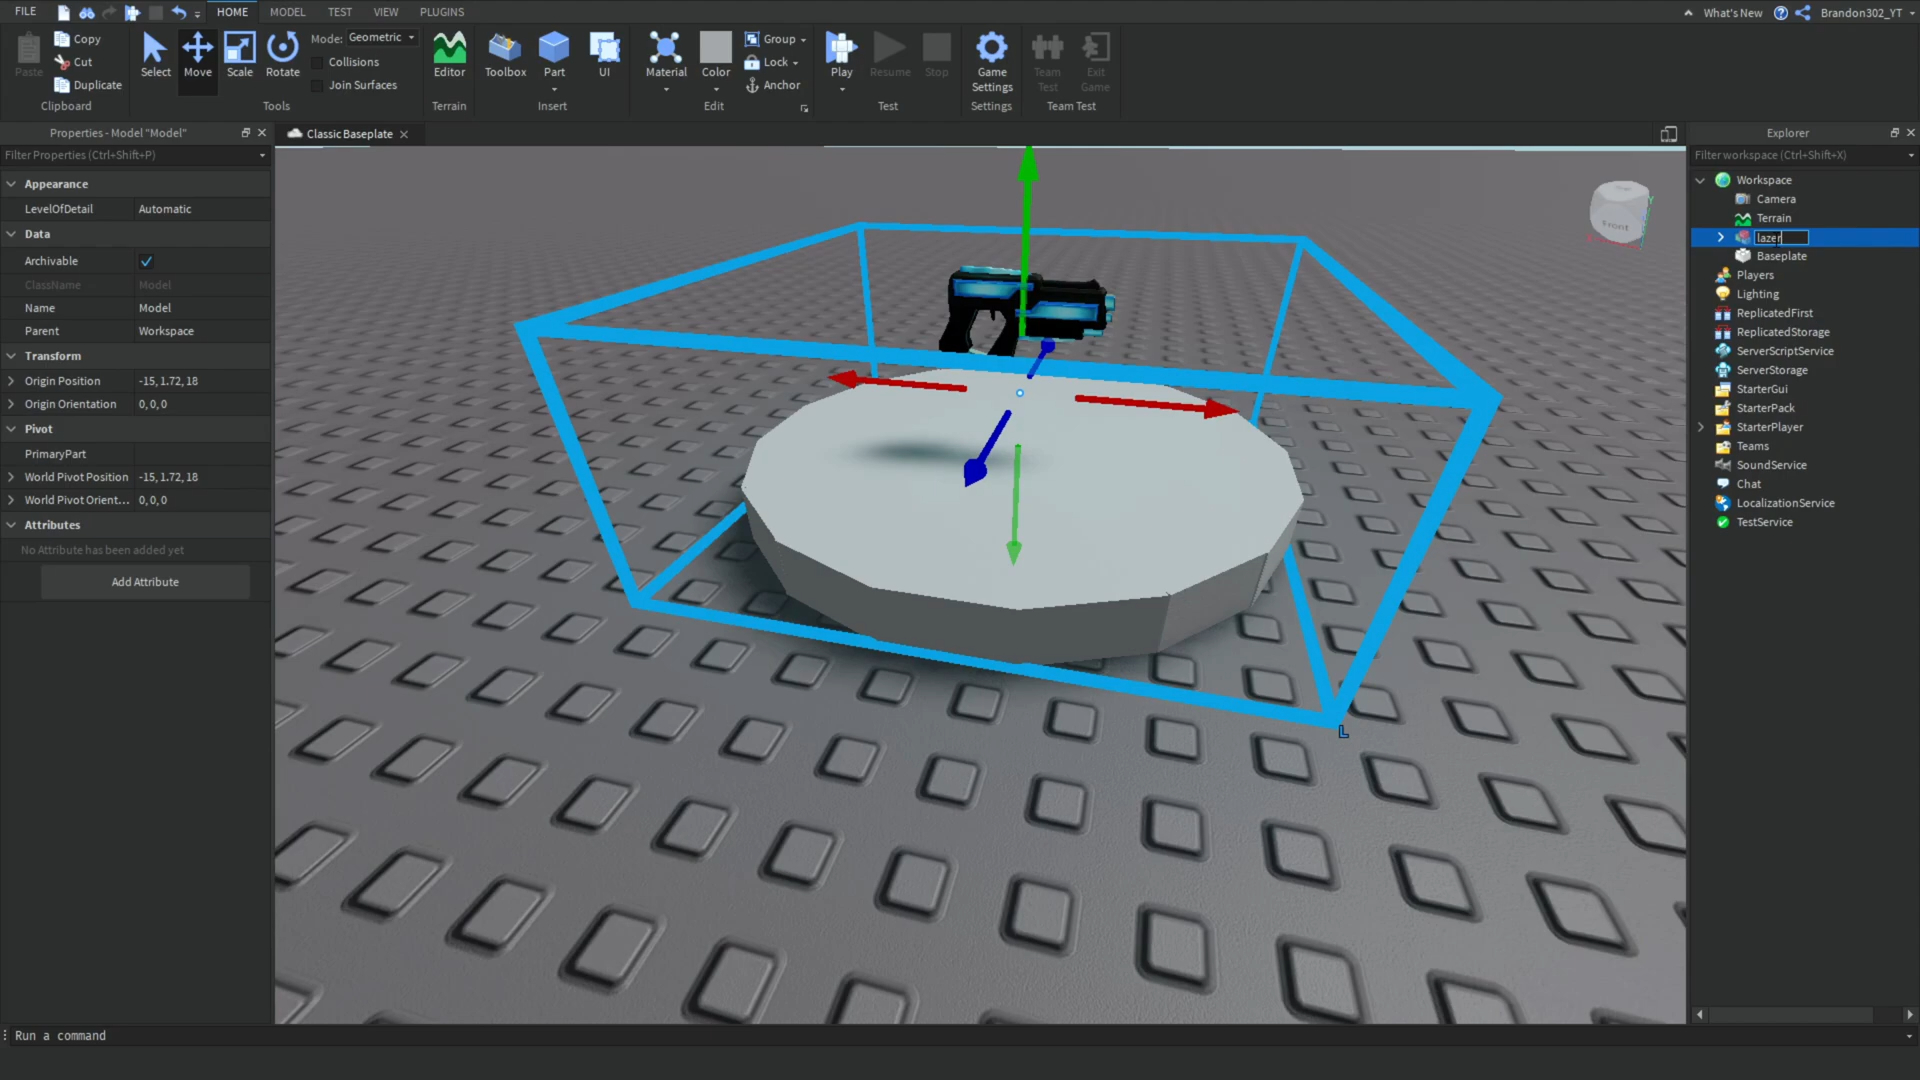 FILE
HOME
MODEL
TEST
VIEW
PLUGINS
What's New
Brandon302_YT
Paste
Copy
Cut
Duplicate
Clipboard
Select
Move
Scale
Rotate
Mode: Geometric
Collisions
Join Surfaces
Tools
Editor
Terrain
Toolbox
Part
UI
Insert
Material
Color
Group
Lock
Anchor
Edit
Play
Resume
Stop
Test
Game
Settings
Settings
Team
Test
Exit
Game
Team Test
Properties - Model "Model"
Filter Properties (Ctrl+Shift+P)
Appearance
LevelOfDetail Automatic
Data
Archivable
ClassName Model
Name Model
Parent Workspace
Transform
Origin Position -15, 1.72, 18
Origin Orientation 0, 0, 0
Pivot
PrimaryPart
World Pivot Position -15, 1.72, 18
World Pivot Orient... 0, 0, 0
Attributes
No Attribute has been added yet
Add Attribute
Classic Baseplate
Front
L
Explorer
Filter workspace (Ctrl+Shift+X)
Workspace
Camera
Terrain
lazer
Baseplate
Players
Lighting
ReplicatedFirst
ReplicatedStorage
ServerScriptService
ServerStorage
StarterGui
StarterPack
StarterPlayer
Teams
SoundService
Chat
LocalizationService
TestService
Run a command